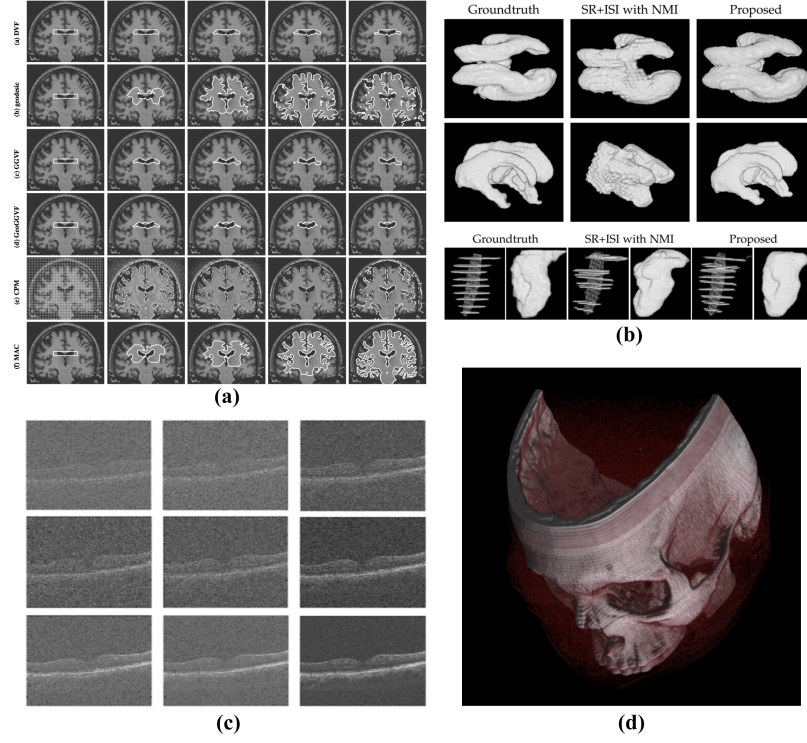 (a) DVF
(b) geodesic
(c) GGVF
(d) GeoGGVF
(e) CPM
(f) MAC
(a)
Groundtruth SR+ISI with NMI Proposed
Groundtruth SR+ISI with NMI Proposed
(b)
(c)
(d)